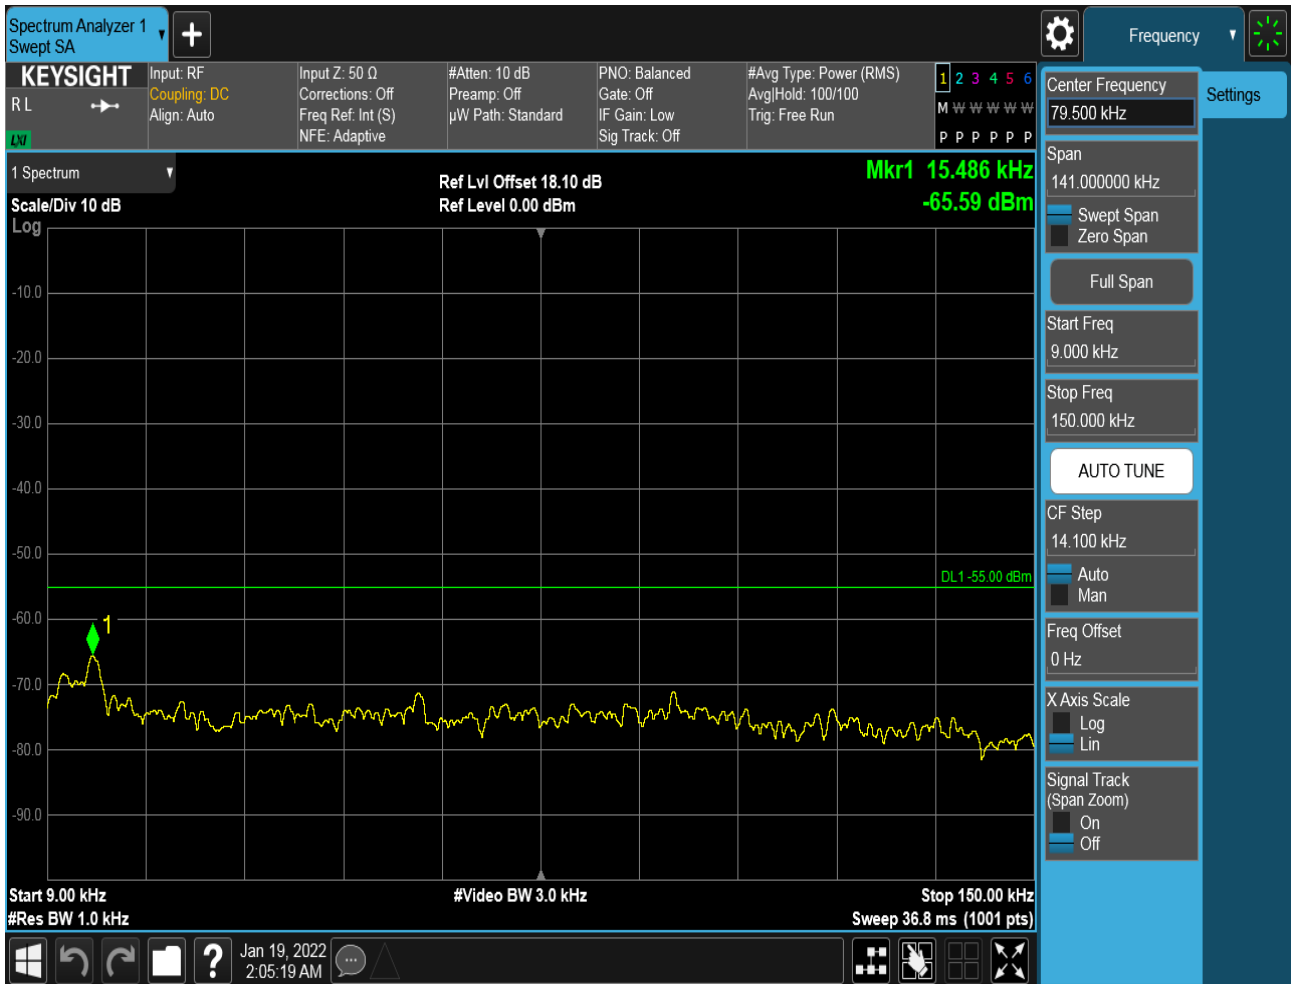 Spectrum Analyzer 1
Swept SA
Frequency
KEYSIGHT
R L
LXI
Input: RF
Coupling: DC
Align: Auto
Input Z: 50 Ω
Corrections: Off
Freq Ref: Int (S)
NFE: Adaptive
#Atten: 10 dB
Preamp: Off
µW Path: Standard
PNO: Balanced
Gate: Off
IF Gain: Low
Sig Track: Off
#Avg Type: Power (RMS)
Avg|Hold: 100/100
Trig: Free Run
1 2 3 4 5 6
M W W W W W
P P P P P P
1 Spectrum
Scale/Div 10 dB
Log
Ref Lvl Offset 18.10 dB
Ref Level 0.00 dBm
Mkr1 15.486 kHz
-65.59 dBm
-10.0
-20.0
-30.0
-40.0
-50.0
DL1 -55.00 dBm
-60.0
1
-70.0
-80.0
-90.0
Start 9.00 kHz
#Video BW 3.0 kHz
Stop 150.00 kHz
#Res BW 1.0 kHz
Sweep 36.8 ms (1001 pts)
?
Jan 19, 2022
2:05:19 AM
Center Frequency
79.500 kHz
Settings
Span
141.000000 kHz
Swept Span
Zero Span
Full Span
Start Freq
9.000 kHz
Stop Freq
150.000 kHz
AUTO TUNE
CF Step
14.100 kHz
Auto
Man
Freq Offset
0 Hz
X Axis Scale
Log
Lin
Signal Track
(Span Zoom)
On
Off